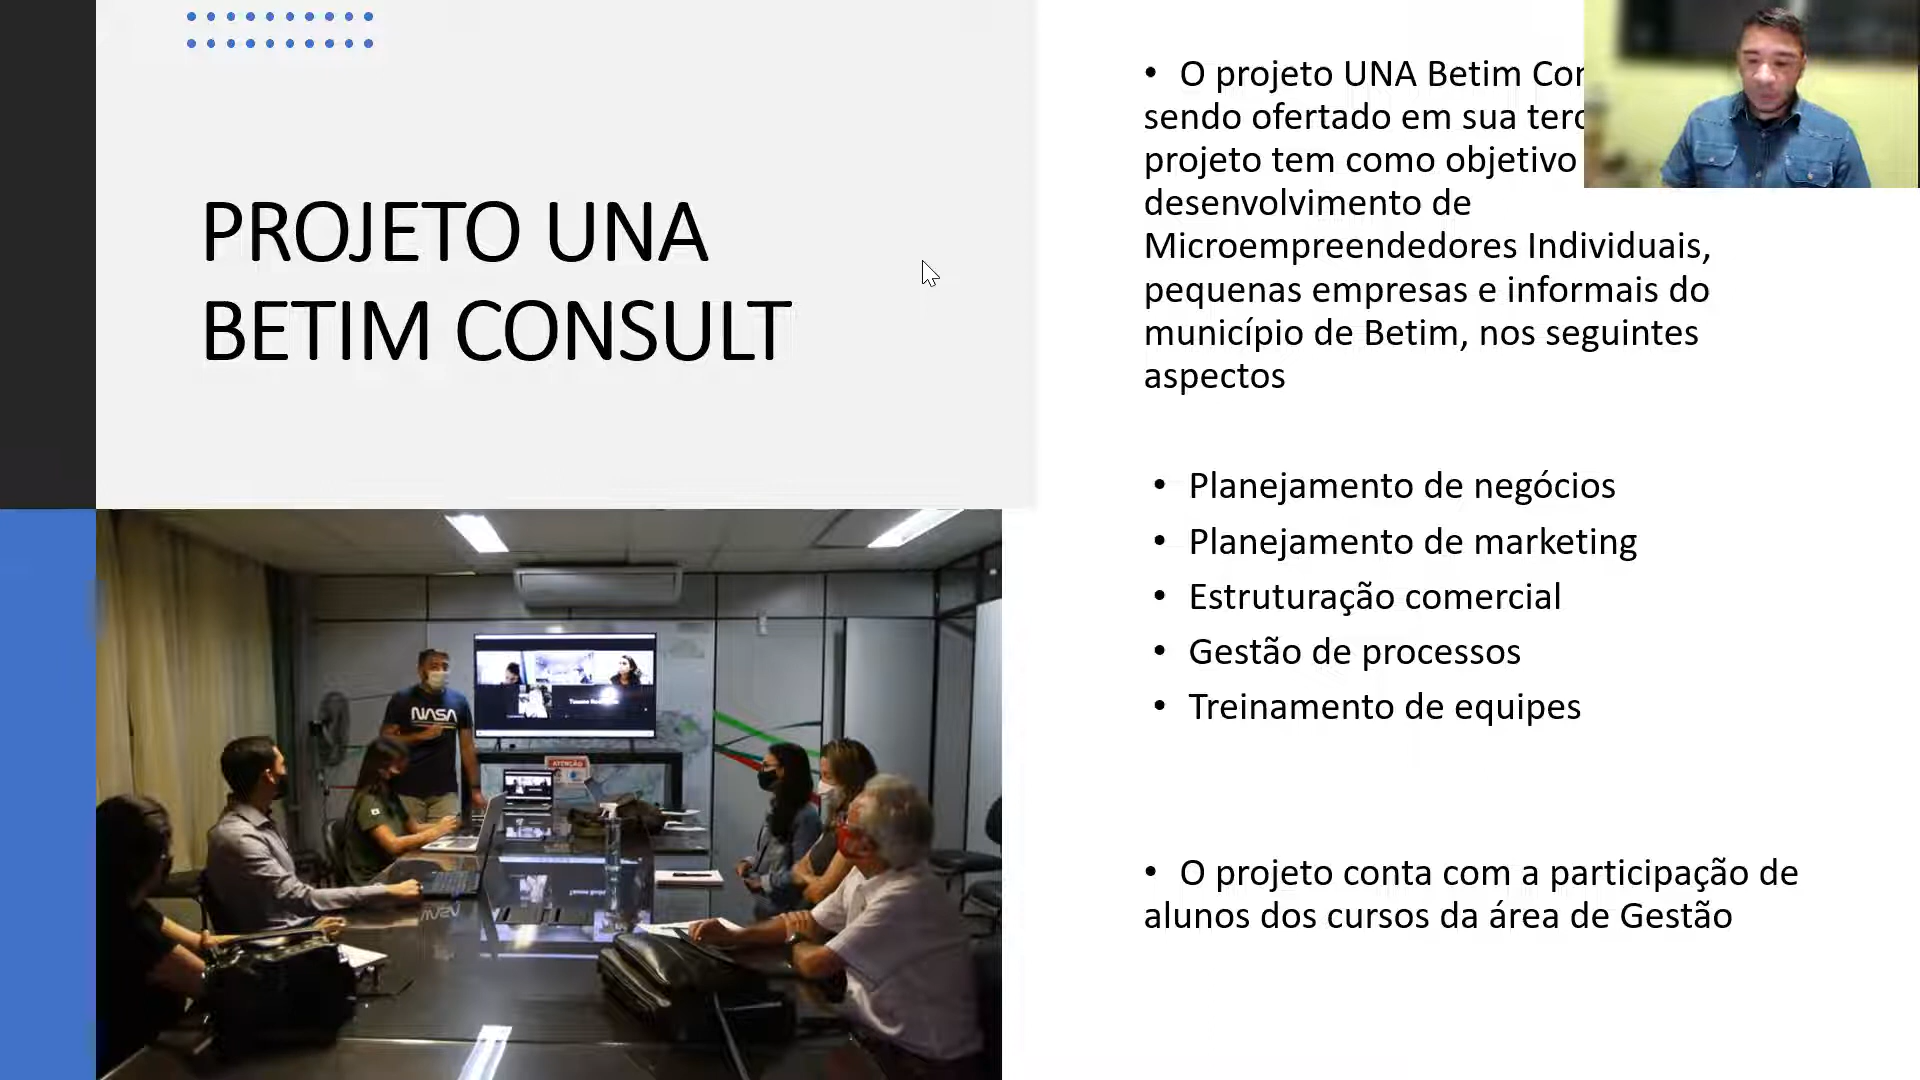 PROJETO UNA
BETIM CONSULT
• O projeto UNA Betim
sendo ofertado em sua
projeto tem como objetivo
desenvolvimento de
Microempreendedores Individuais,
pequenas empresas e informais do
município de Betim, nos seguintes
aspectos
• Planejamento de negócios
• Planejamento de marketing
• Estruturação comercial
• Gestão de processos
• Treinamento de equipes
• O projeto conta com a participação de
alunos dos cursos da área de Gestão
NASA
ATENÇÃO